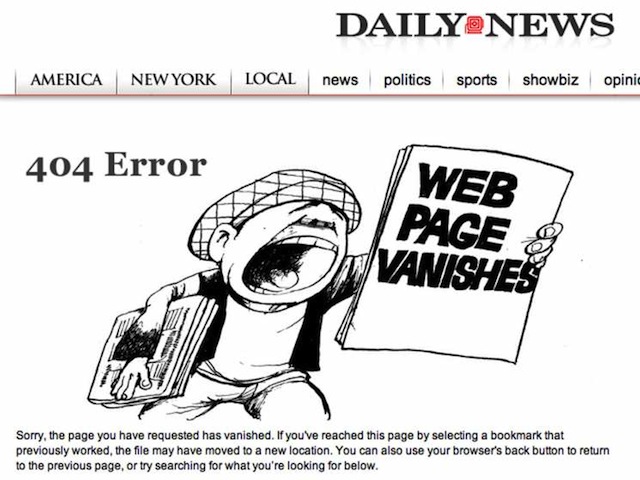 DAILY NEWS
AMERICA NEW YORK LOCAL news politics sports showbiz
404 Error
WEB
PAGE
VANISHES
Sorry, the page you have requested has vanished. If you've reached this page by selecting a bookmark that
previously worked, the file may have moved to a new location. You can also use your browser's back button to return
to the previous page, or try searching for what you're looking for below.